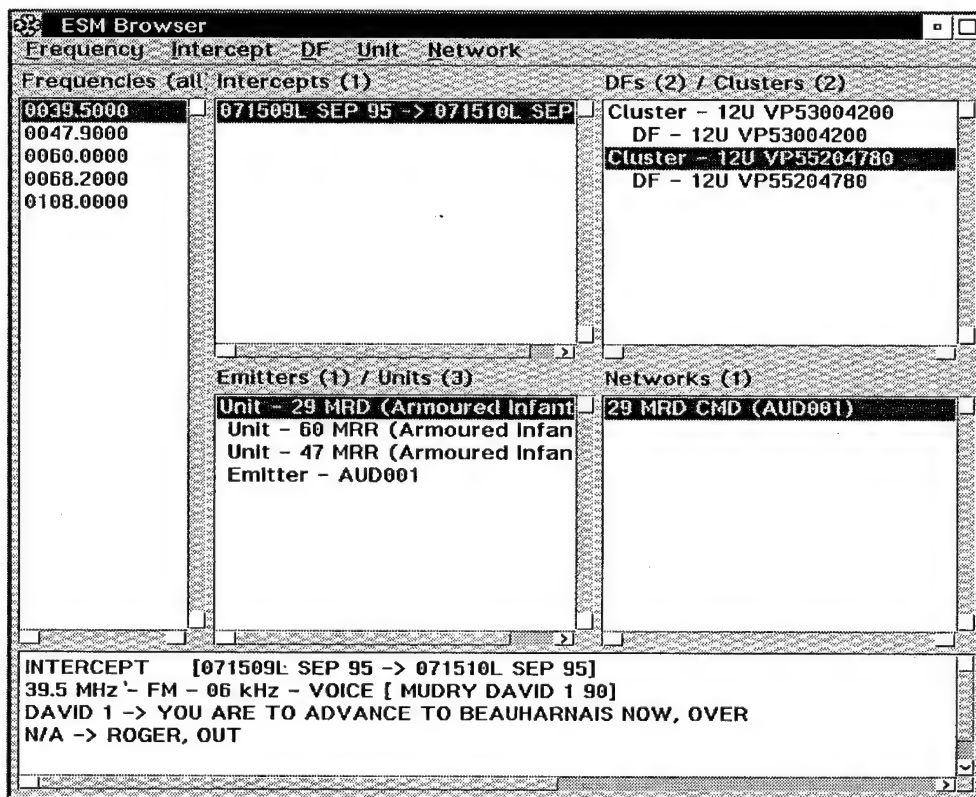 ESM Browser
Frequency Intercept DF Unit Network
Frequencies (all)
0039.5000
0047.9000
0060.0000
0068.2000
0108.0000
Intercepts (1)
071509L SEP 95 -> 071510L SEP
DFs (2) / Clusters (2)
Cluster - 12U VP53004200
DF - 12U VP53004200
Cluster - 12U VP55204780
DF - 12U VP55204780
Emitters (1) / Units (3)
Unit - 29 MRD (Armoured Infant
Unit - 60 MRR (Armoured Infan
Unit - 47 MRR (Armoured Infan
Emitter - AUD001
Networks (1)
29 MRD CMD (AUD001)
INTERCEPT [071509L SEP 95 -> 071510L SEP 95]
39.5 MHz - FM - 06 kHz - VOICE [ MUDRY DAVID 1 90]
DAVID 1 -> YOU ARE TO ADVANCE TO BEAUHARNAIS NOW, OVER
N/A -> ROGER, OUT